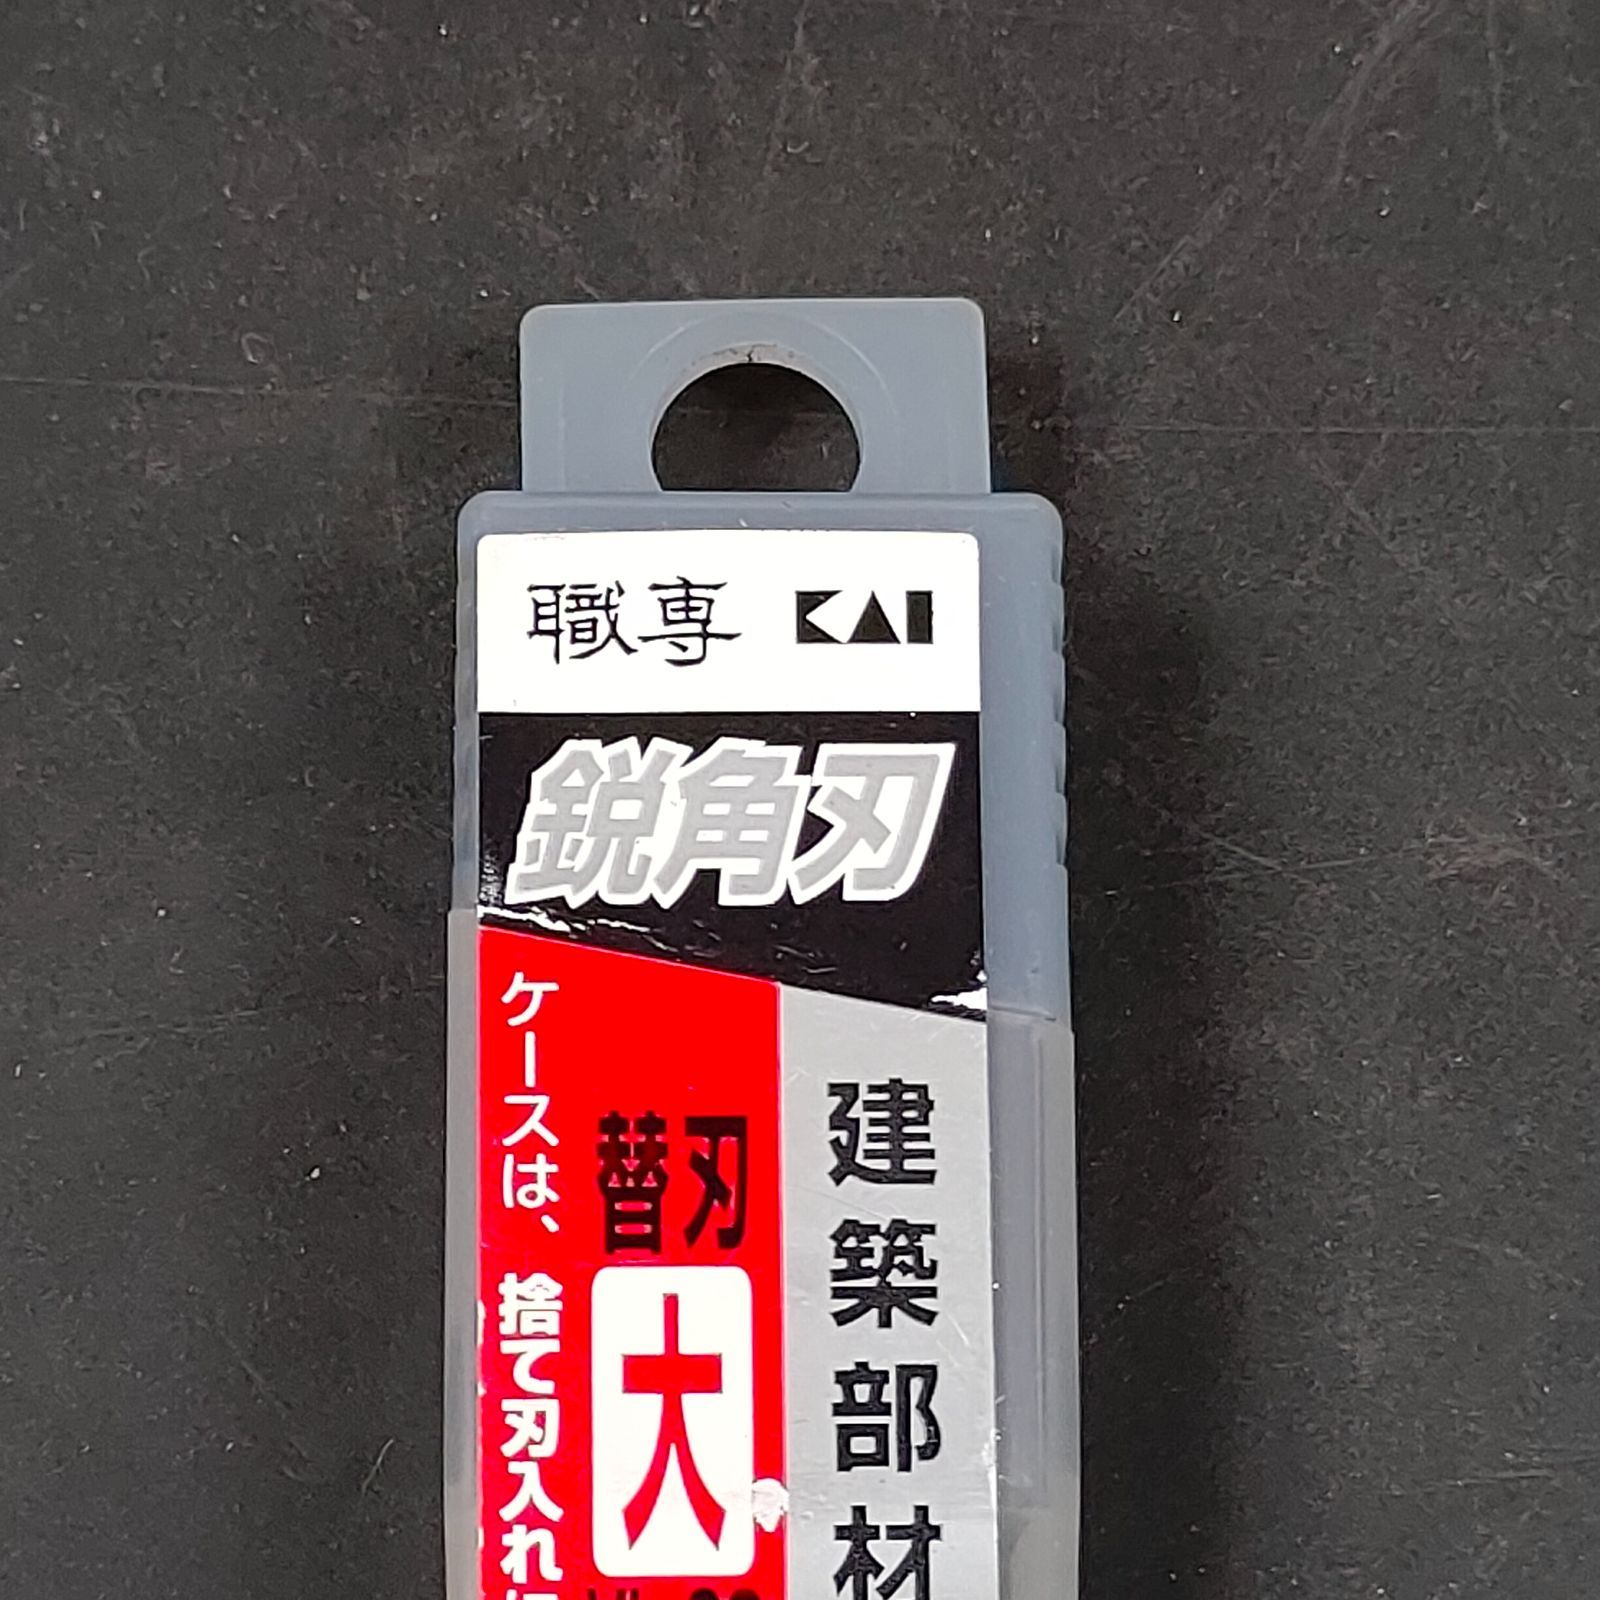 職専 KAI
鋭角刃
ケースは、捨て刃入れ
替刃
大
建築部材